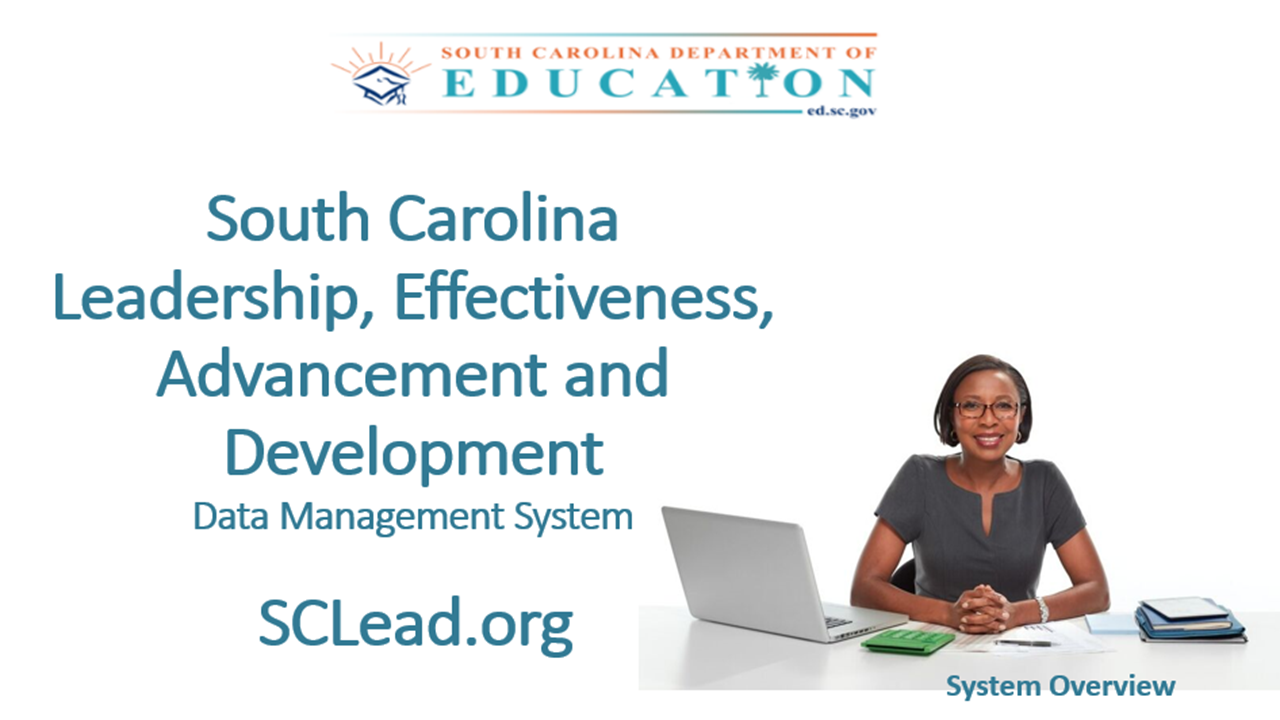 SOUTH CAROLINA DEPARTMENT OF
EDUCATION
ed.sc.gov
South Carolina
Leadership, Effectiveness,
Advancement and
Development
Data Management System
SCLead.org
System Overview